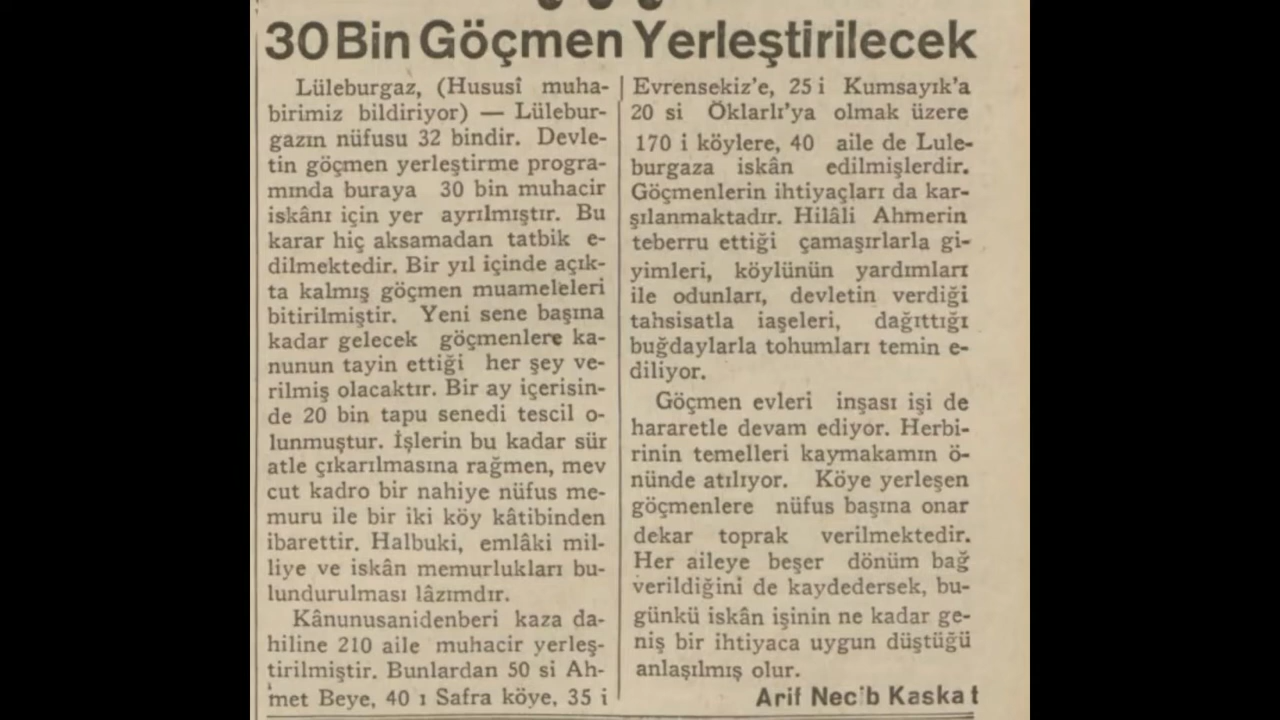 30 Bin Göçmen Yerleştirilecek
Lüleburgaz, (Hususî muha-
birimiz bildiriyor) — Lülebur-
gazın nüfusu 32 bindir. Devle-
tin göçmen yerleştirme progra-
mında buraya 30 bin muhacir
iskânı için yer ayrılmıştır. Bu
karar hiç aksamadan tatbik e-
dilmektedir. Bir yıl içinde açık-
ta kalmış göçmen muameleleri
bitirilmiştir. Yeni sene başına
kadar gelecek göçmenlere ka-
nunun tayin ettiği her şey ve-
rilmiş olacaktır. Bir ay içerisin-
de 20 bin tapu senedi tescil o-
lunmuştur. İşlerin bu kadar sür
atle çıkarılmasına rağmen, mev
cut kadro bir nahiye nüfus me-
muru ile bir iki köy kâtibinden
ibarettir. Halbuki, emlâki mil-
liye ve iskân memurlukları bu-
lundurulması lâzımdır.
Kânunusanidenberi kaza da-
hiline 210 aile muhacir yerleş-
tirilmiştir. Bunlardan 50 si Ah-
met Beye, 40 ı Safra köye, 35 i
Evrensekiz'e, 25 i Kumsayık'a
20 si Öklarlı'ya olmak üzere
170 i köylere, 40 aile de Lule-
burgaza iskân edilmişlerdir.
Göçmenlerin ihtiyaçları da kar-
şılanmaktadır. Hilâli Ahmerin
teberru ettiği çamaşırlarla gi-
yimleri, köylünün yardımları
ile odunları, devletin verdiği
tahsisatla iaşeleri, dağıttığı
buğdaylarla tohumları temin e-
diliyor.
Göçmen evleri inşası işi de
hararetle devam ediyor. Herbi-
rinin temelleri kaymakamın ö-
nünde atılıyor. Köye yerleşen
göçmenlere nüfus başına onar
dekar toprak verilmektedir.
Her aileye beşer dönüm bağ
verildiğini de kaydedersek, bu-
günkü iskân işinin ne kadar ge-
niş bir ihtiyaca uygun düştüğü
anlaşılmış olur.
Arif Necib Kaskat